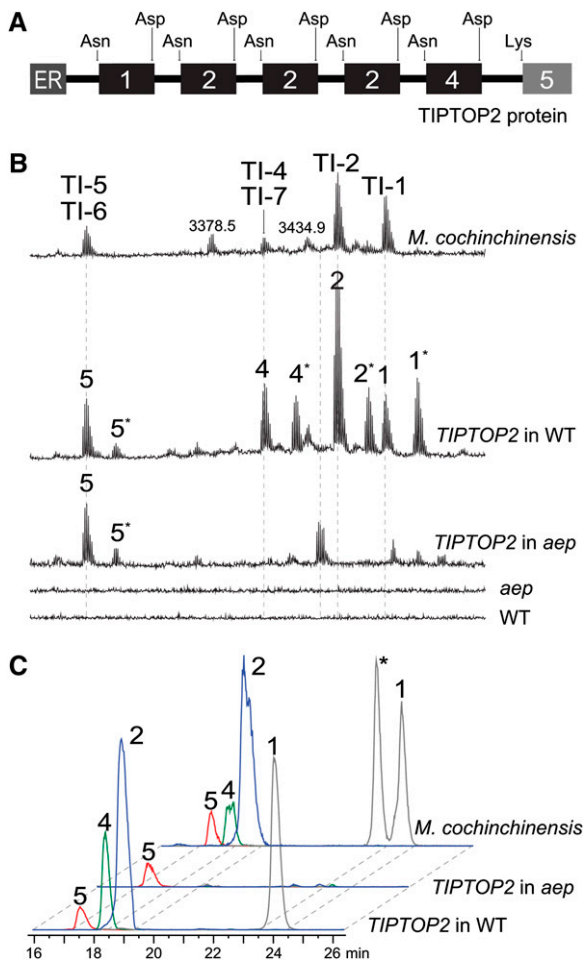 A
Asn Asp Asn Asp Asn Asp Asn Asp Asn Asp Lys
ER 1 2 2 2 4 5
TIPTOP2 protein
B
TI-5
TI-6
3378.5
TI-4
TI-7
3434.9
TI-2
TI-1
M. cochinchinensis
5 5* 4 4* 2 2* 1 1*
TIPTOP2 in WT
5 5*
TIPTOP2 in aep
aep
WT
C
5 4 2 * 1
M. cochinchinensis
5
TIPTOP2 in aep
5 4 2 1
TIPTOP2 in WT
16 17 18 19 20 22 24 26 min